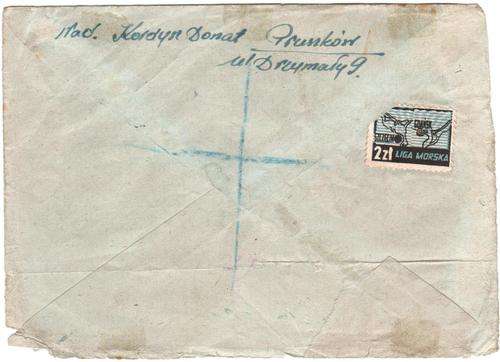 Nad. Kordyn Donat Pruszków
ul Drzymały 9.
2 zł LIGA MORSKA